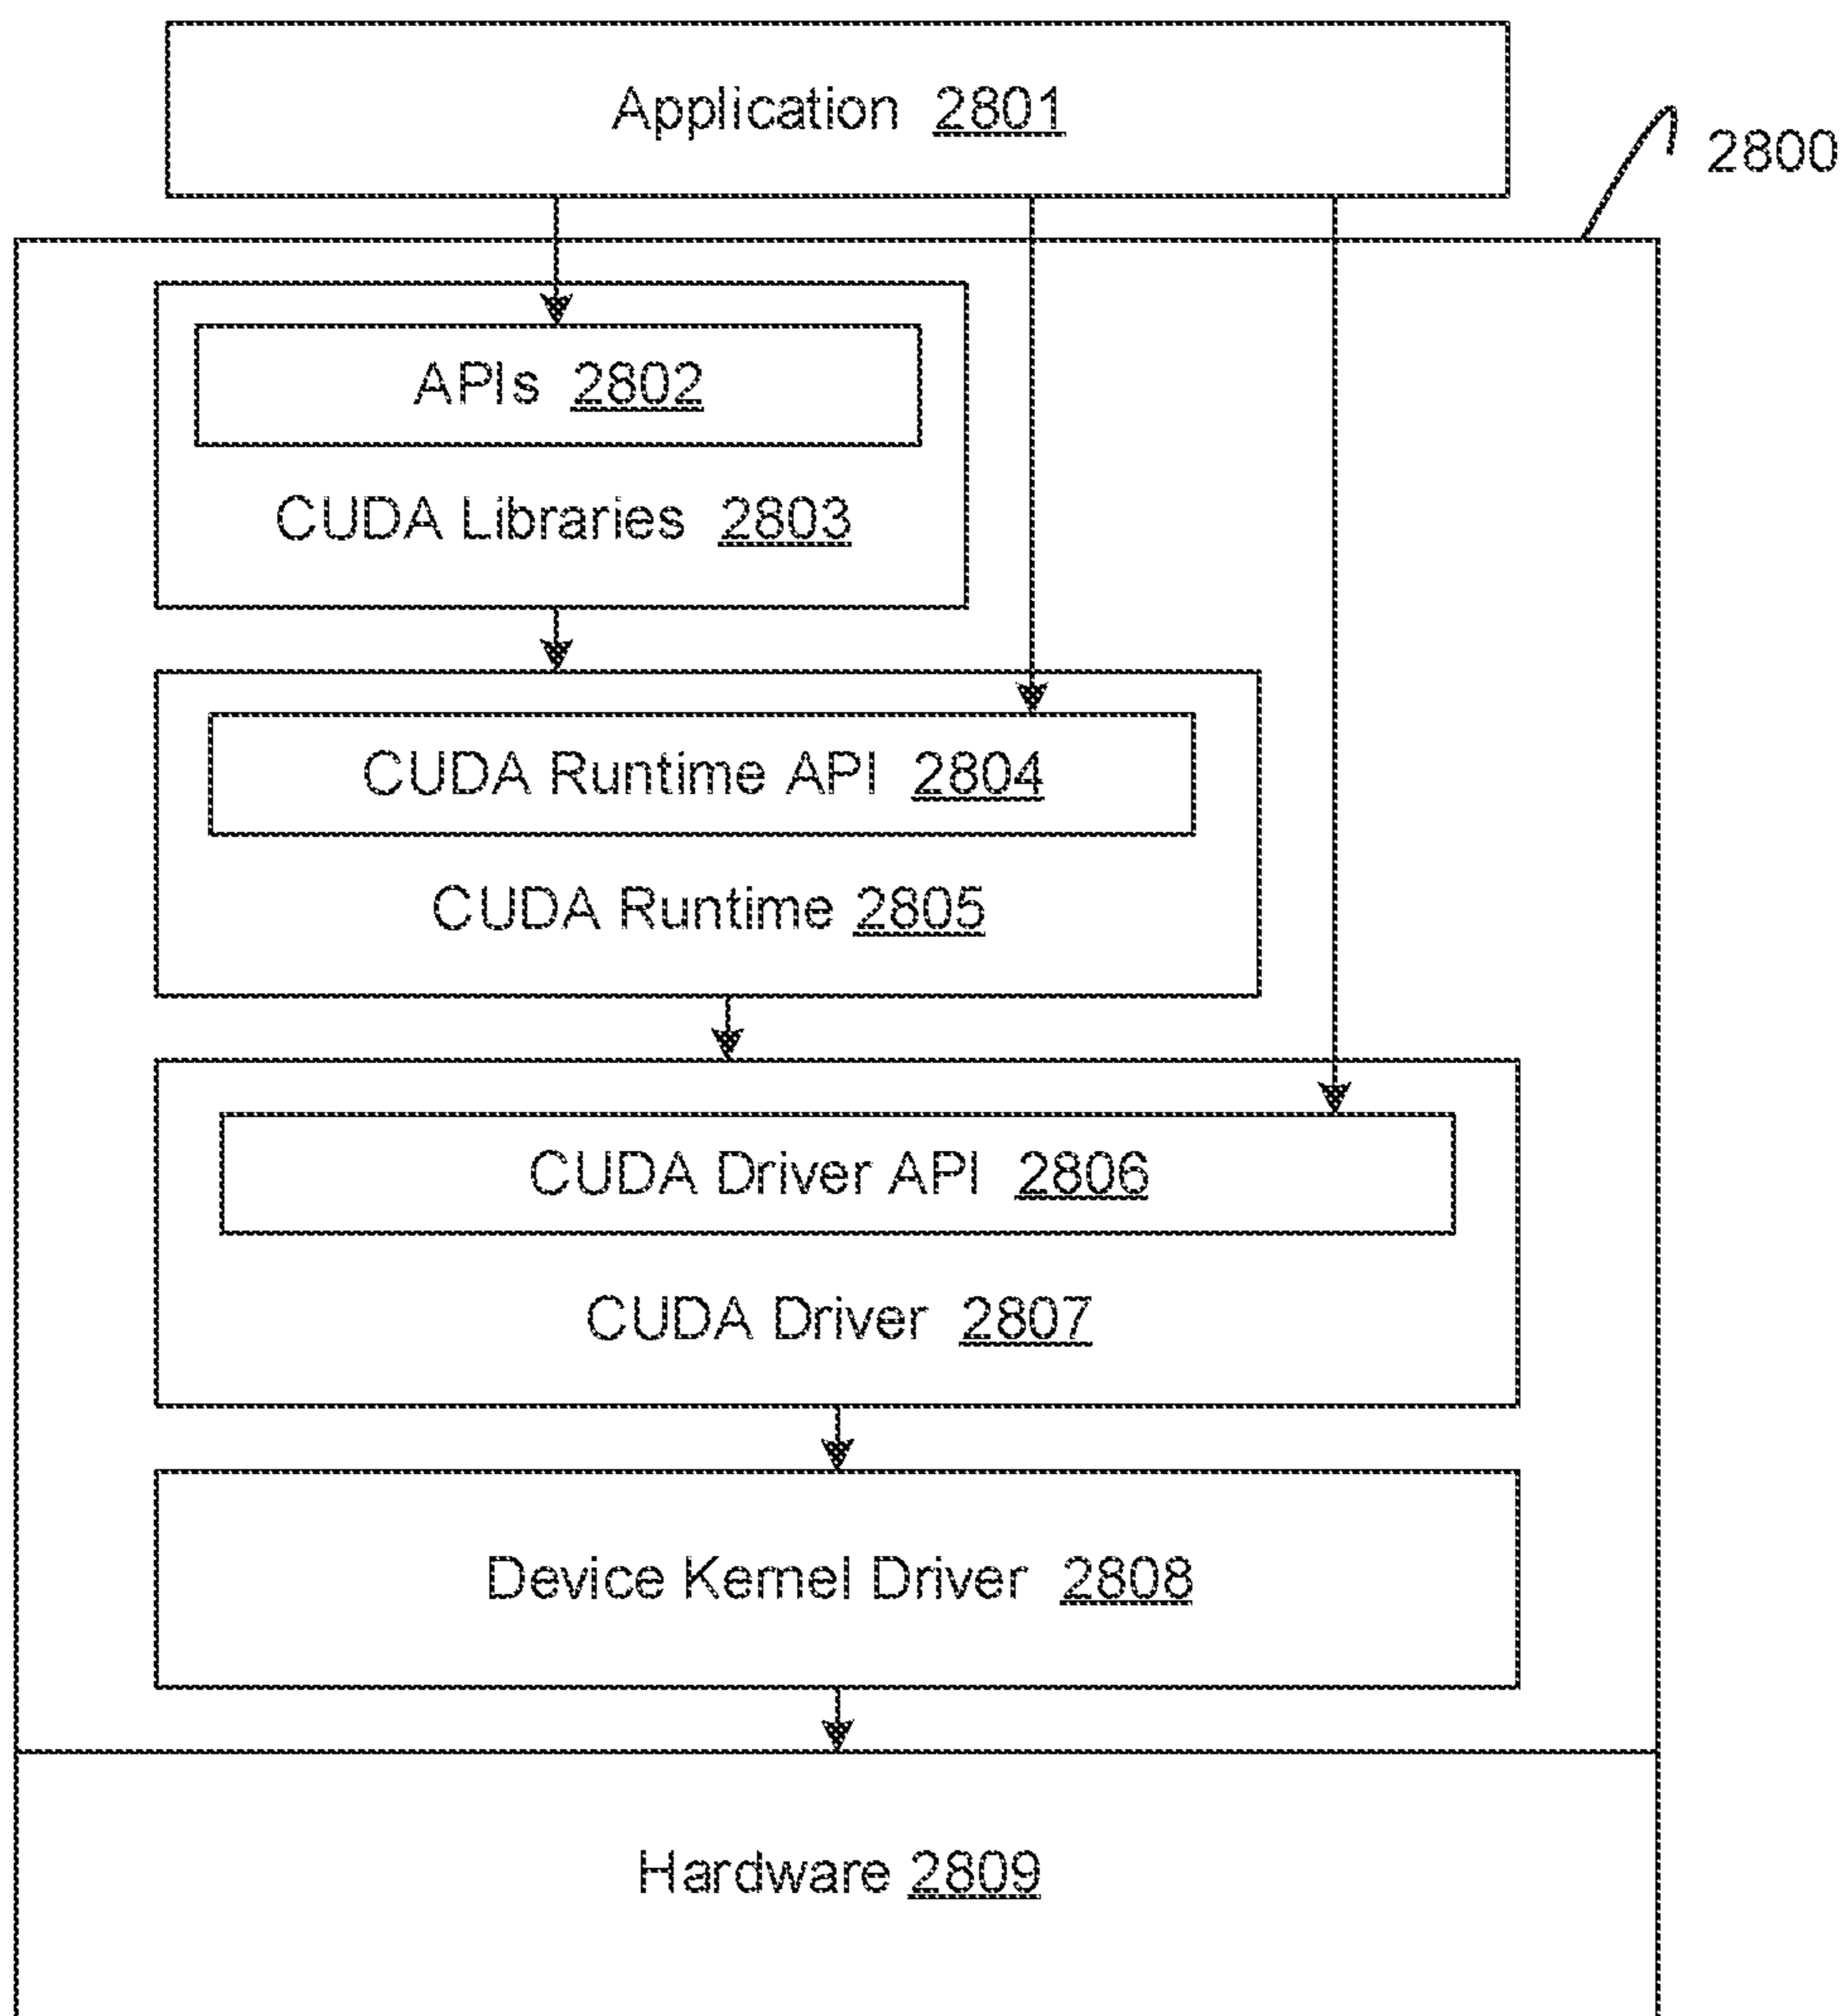 Application 2801
2800
APIs 2802
CUDA Libraries 2803
CUDA Runtime API 2804
CUDA Runtime 2805
CUDA Driver API 2806
CUDA Driver 2807
Device Kernel Driver 2808
Hardware 2809